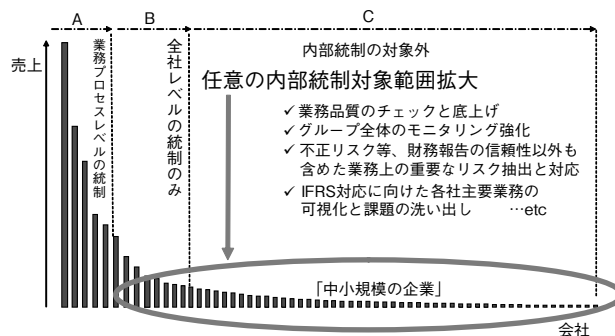 A
B
C
売上
業務プロセスレベルの統制
全社レベルの統制のみ
内部統制の対象外
任意の内部統制対象範囲拡大
✓業務品質のチェックと底上げ
✓グループ全体のモニタリング強化
✓不正リスク等、財務報告の信頼性以外も
含めた業務上の重要なリスク抽出と対応
✓IFRS対応に向けた各社主要業務の
可視化と課題の洗い出し …etc
「中小規模の企業」
会社